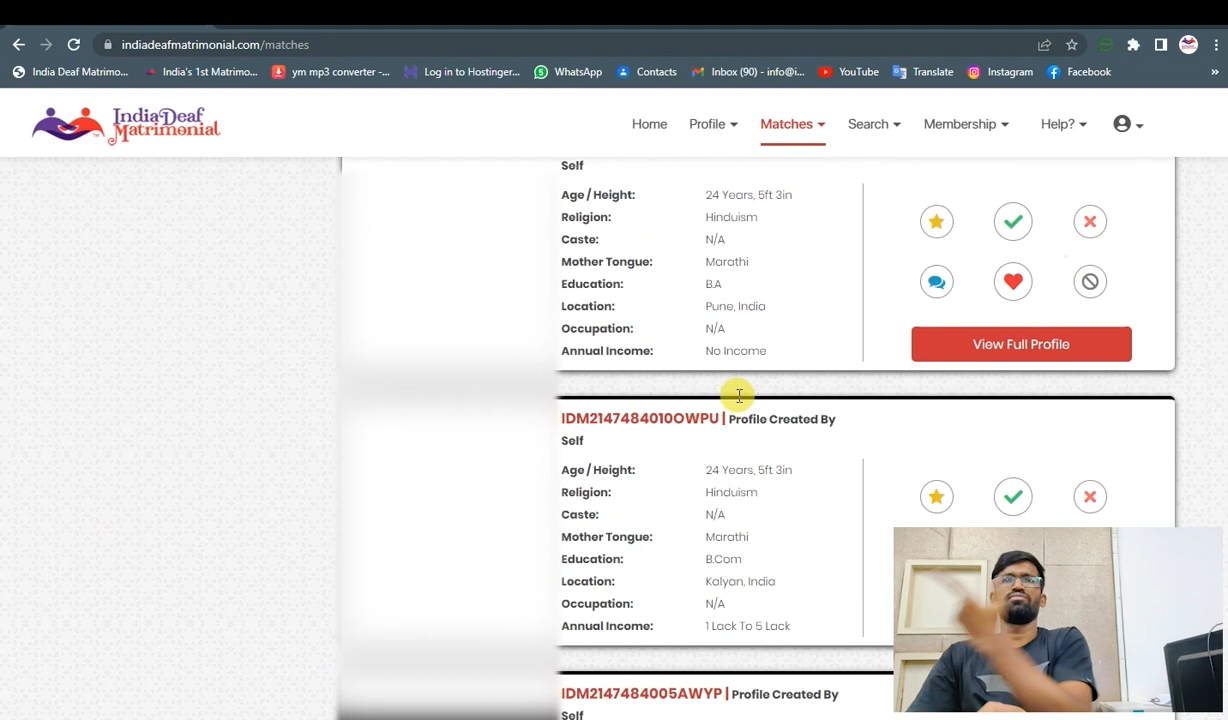 indiadeafmatrimonial.com/matches
India Deaf Matrimo... India's 1st Matrimo... ym mp3 converter -... Log in to Hostinger... WhatsApp Contacts Inbox (90) - info@i... YouTube Translate Instagram Facebook »
India Deaf
Matrimonial
Home Profile Matches Search Membership Help?
Self
Age / Height: 24 Years, 5ft 3in
Religion: Hinduism
Caste: N/A
Mother Tongue: Marathi
Education: B.A
Location: Pune, India
Occupation: N/A
Annual Income: No Income
View Full Profile
IDM2147484010OWPU | Profile Created By
Self
Age / Height: 24 Years, 5ft 3in
Religion: Hinduism
Caste: N/A
Mother Tongue: Marathi
Education: B.Com
Location: Kalyan, India
Occupation: N/A
Annual Income: 1 Lack To 5 Lack
IDM2147484005AWYP | Profile Created By
Self